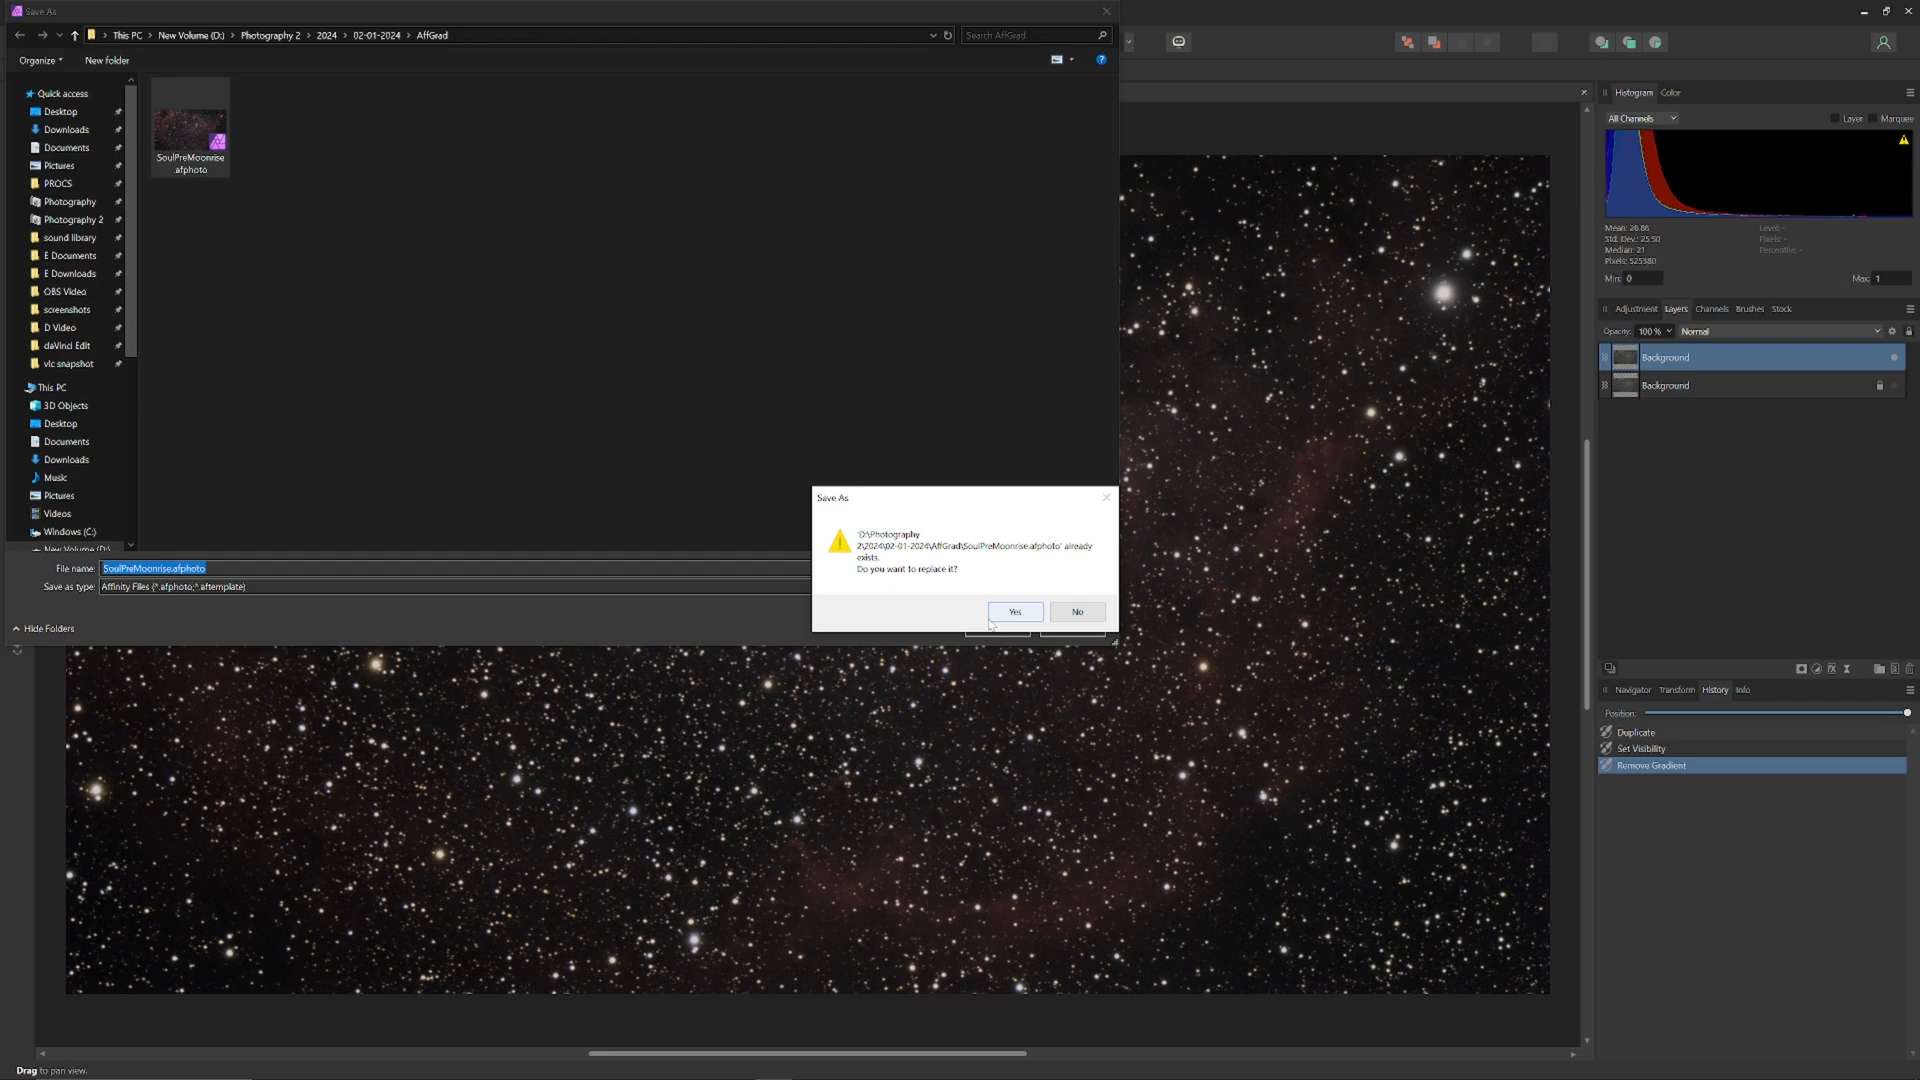 Save As
This PC > New Volume (D:) > Photography 2 > 2024 > 02-01-2024 > AffGrad
Search AffGrad
Organize
New folder
Quick access
Desktop
Downloads
Documents
Pictures
PROCS
Photography
Photography 2
sound library
E Documents
E Downloads
OBS Video
screenshots
D Video
daVinci Edit
vlc snapshot
This PC
3D Objects
Desktop
Documents
Downloads
Music
Pictures
Videos
Windows (C:)
New Volume (D:)
SoulPreMoonrise
.afphoto
File name: SoulPreMoonrise.afphoto
Save as type: Affinity Files (*.afphoto;*.aftemplate)
Hide Folders
Save As
'D:\Photography
2\2024\02-01-2024\AffGrad\SoulPreMoonrise.afphoto' already
exists.
Do you want to replace it?
Yes
No
Histogram
Color
All Channels
Layer
Marquee
Mean: 26.86
Std. Dev.: 25.50
Median: 21
Pixels: 525380
Level: -
Pixels: -
Percentile: -
Min: 0
Max: 1
Adjustment
Layers
Channels
Brushes
Stock
Opacity: 100 %
Normal
Background
Background
Navigator
Transform
History
Info
Position:
Duplicate
Set Visibility
Remove Gradient
Drag to pan view.